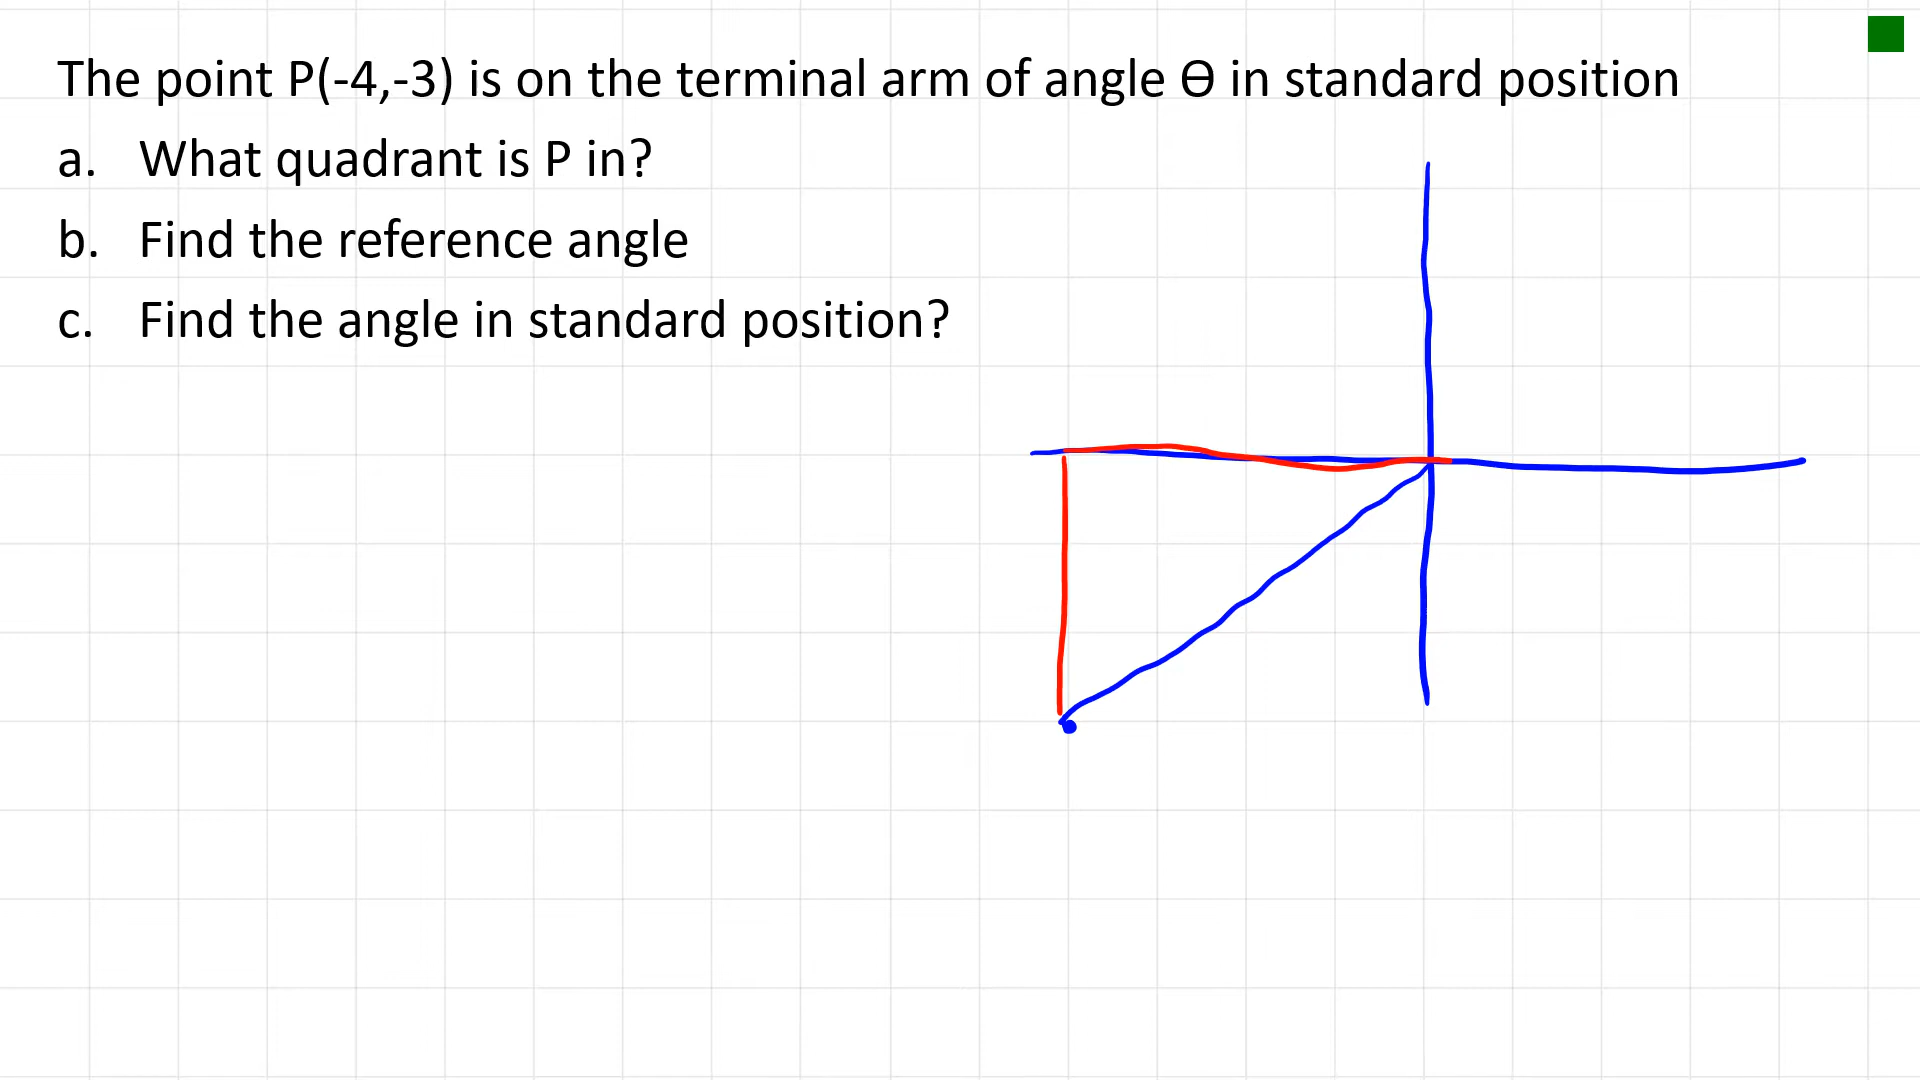 The point P(-4,-3) is on the terminal arm of angle Ө in standard position
a. What quadrant is P in?
b. Find the reference angle
c. Find the angle in standard position?